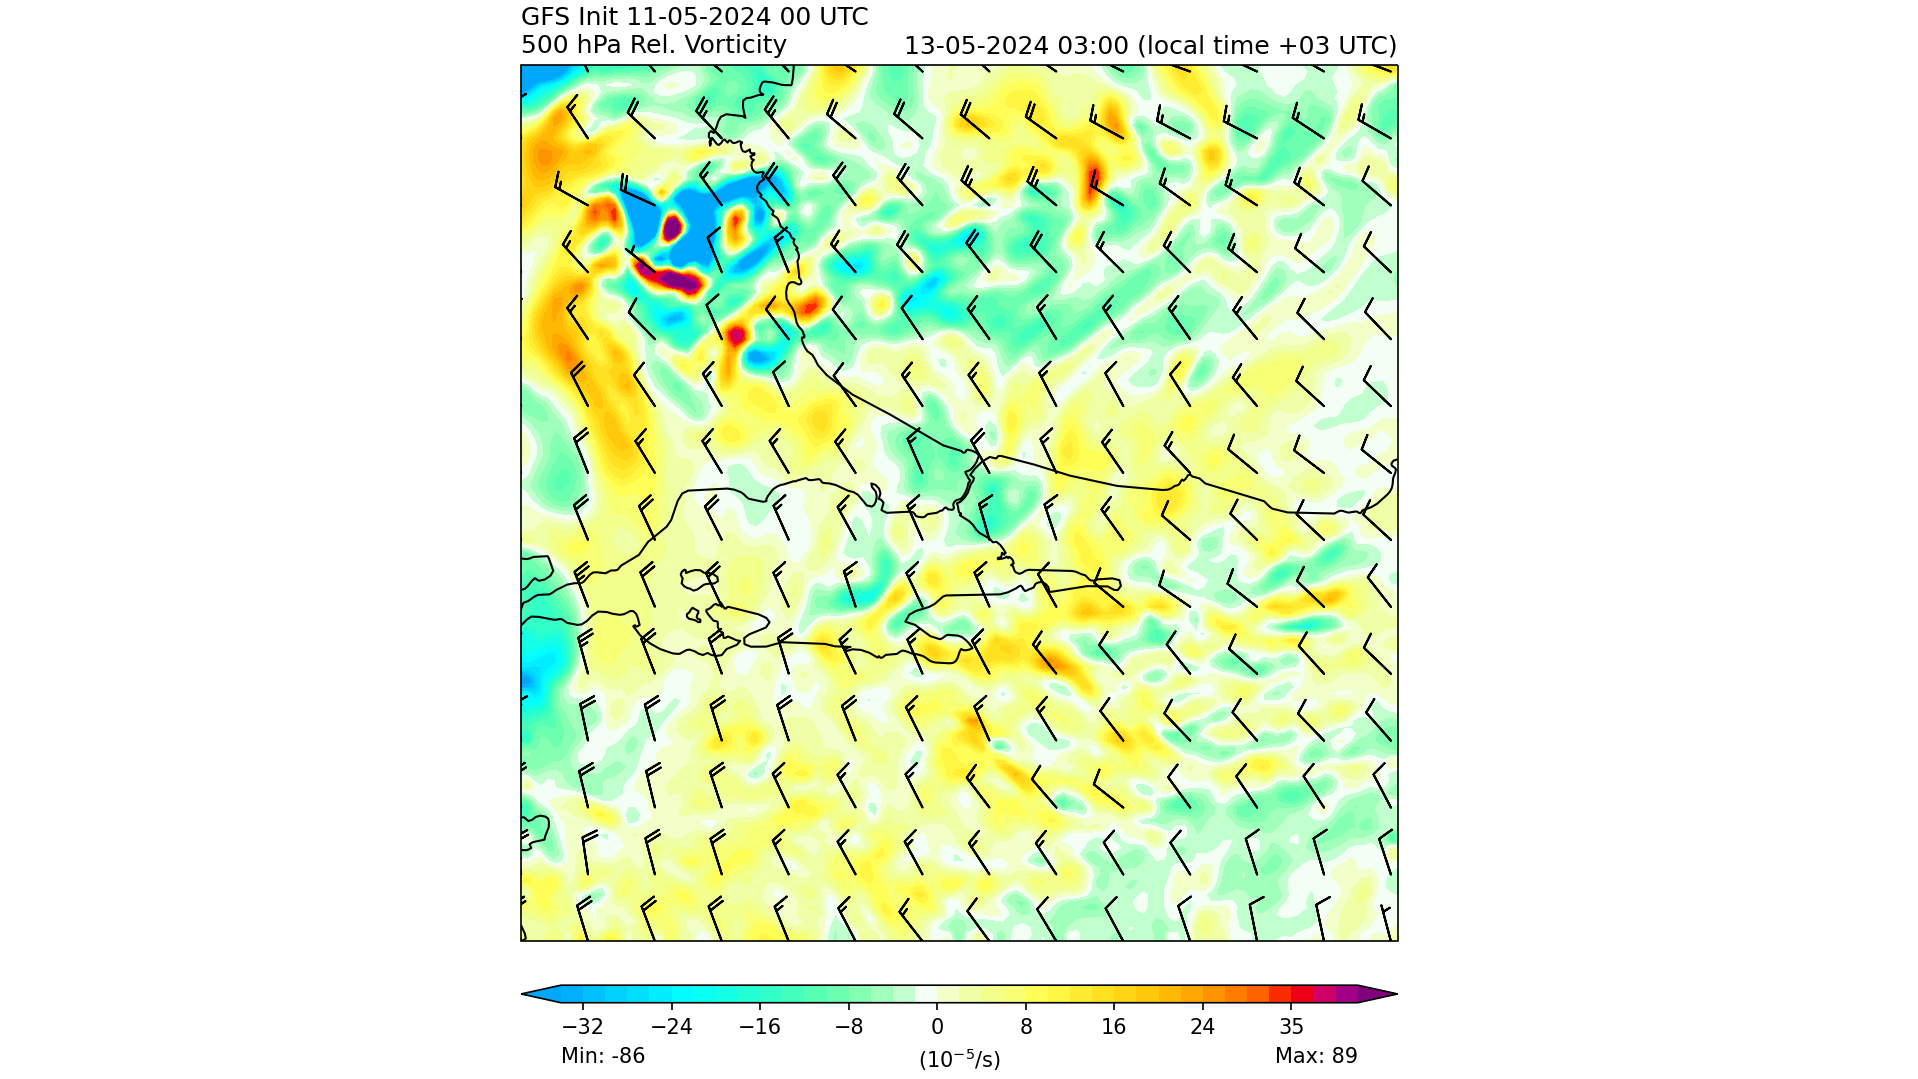 GFS Init 11-05-2024 00 UTC
500 hPa Rel. Vorticity
13-05-2024 03:00 (local time +03 UTC)
−32 −24 −16 −8 0 8 16 24 35
Min: -86
(10⁻⁵/s)
Max: 89